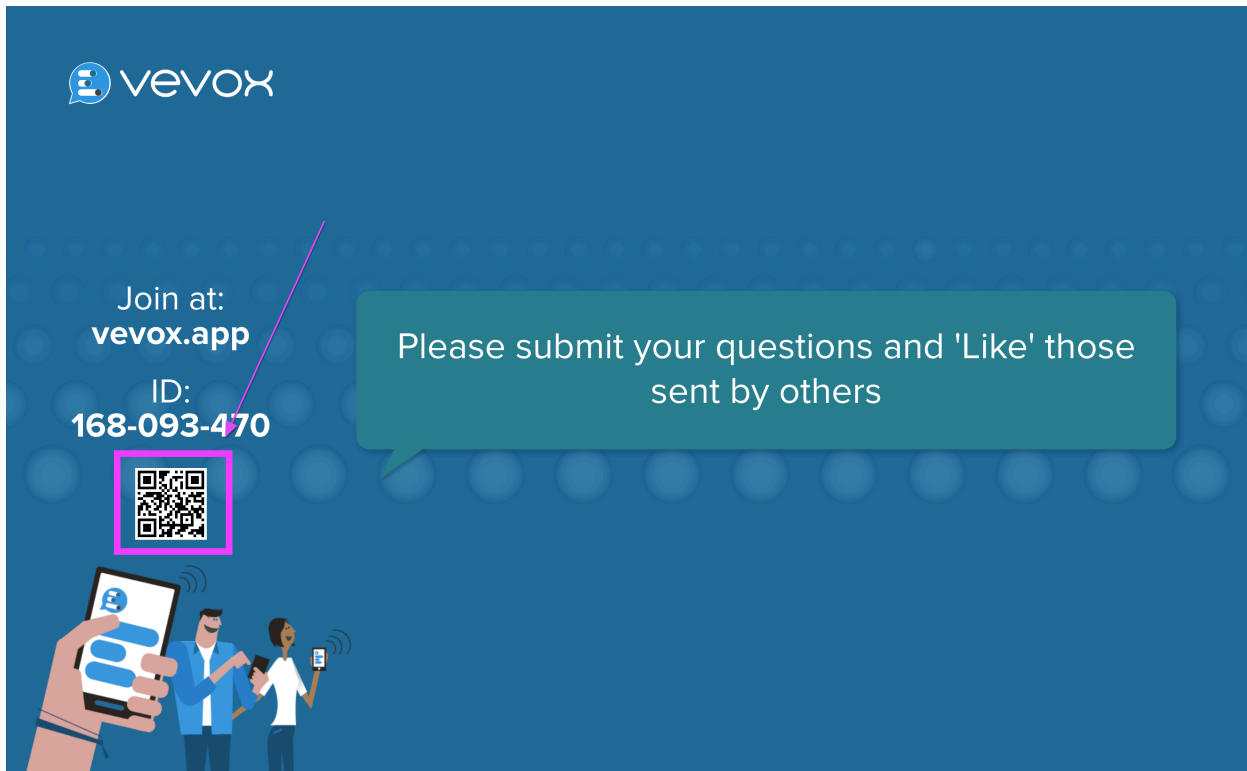 vevox
Join at:
vevox.app
ID:
168-093-470
Please submit your questions and 'Like' those
sent by others